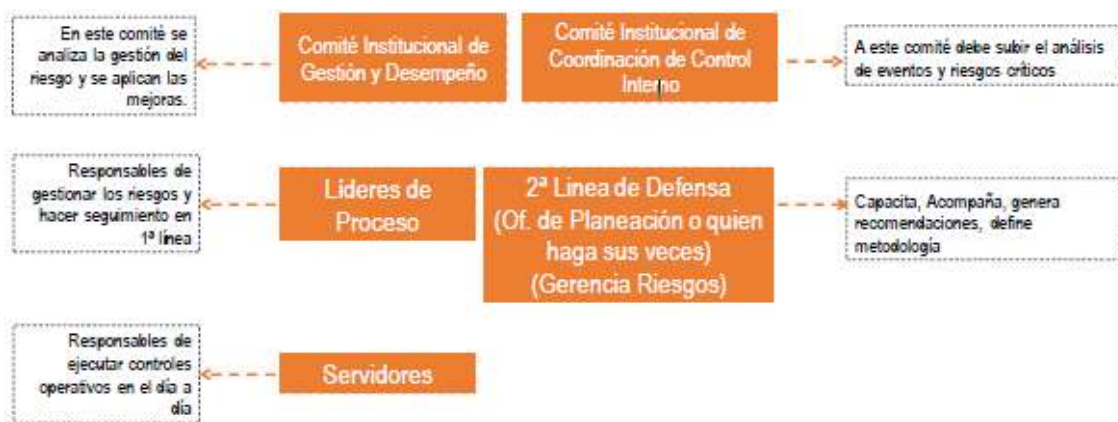 En este comité se
analiza la gestión del
riesgo y se aplican las
mejoras.
Comité Institucional de
Gestión y Desempeño
Comité Institucional de
Coordinación de Control
Interno
A este comité debe subir el análisis
de eventos y riesgos críticos
Responsables de
gestionar los riesgos y
hacer seguimiento en
1ª línea
Lideres de
Proceso
2ª Linea de Defensa
(Of. de Planeación o quien
haga sus veces)
(Gerencia Riesgos)
Capacita, Acompaña, genera
recomendaciones, define
metodología
Responsables de
ejecutar controles
operativos en el día a
día
Servidores